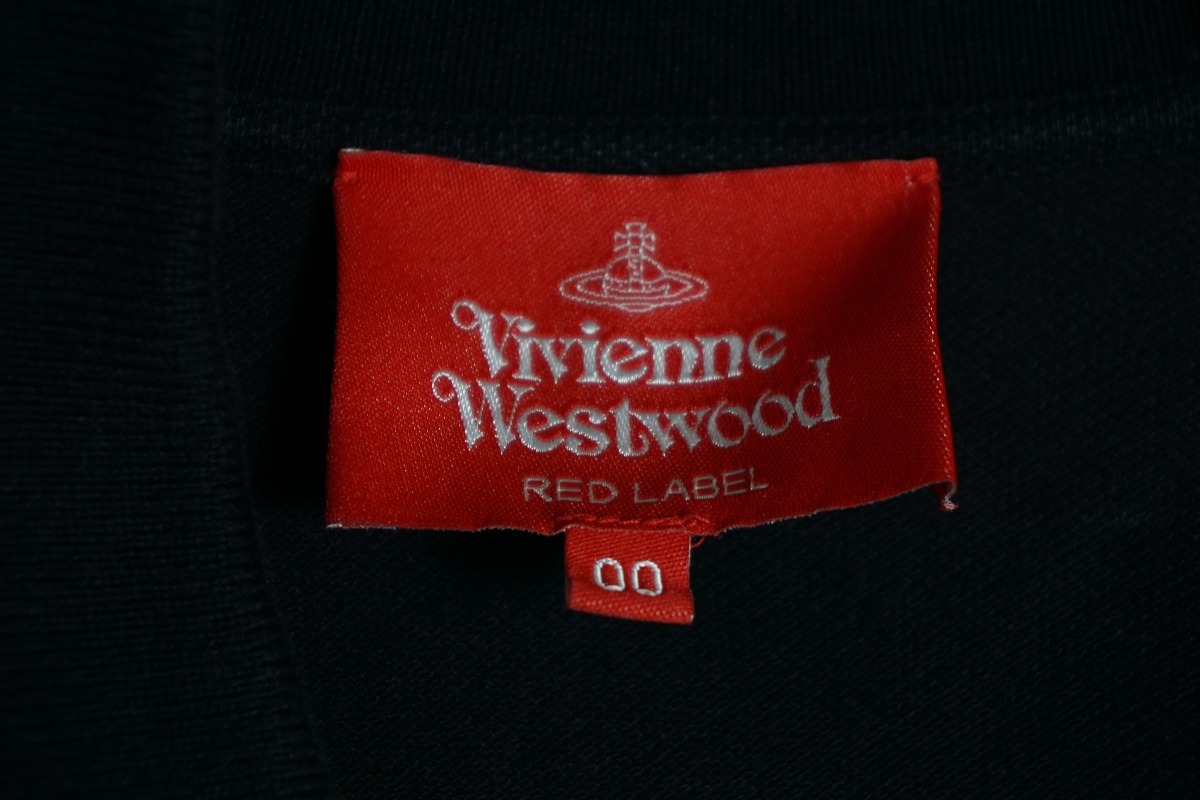 Vivienne
Westwood
RED LABEL
00